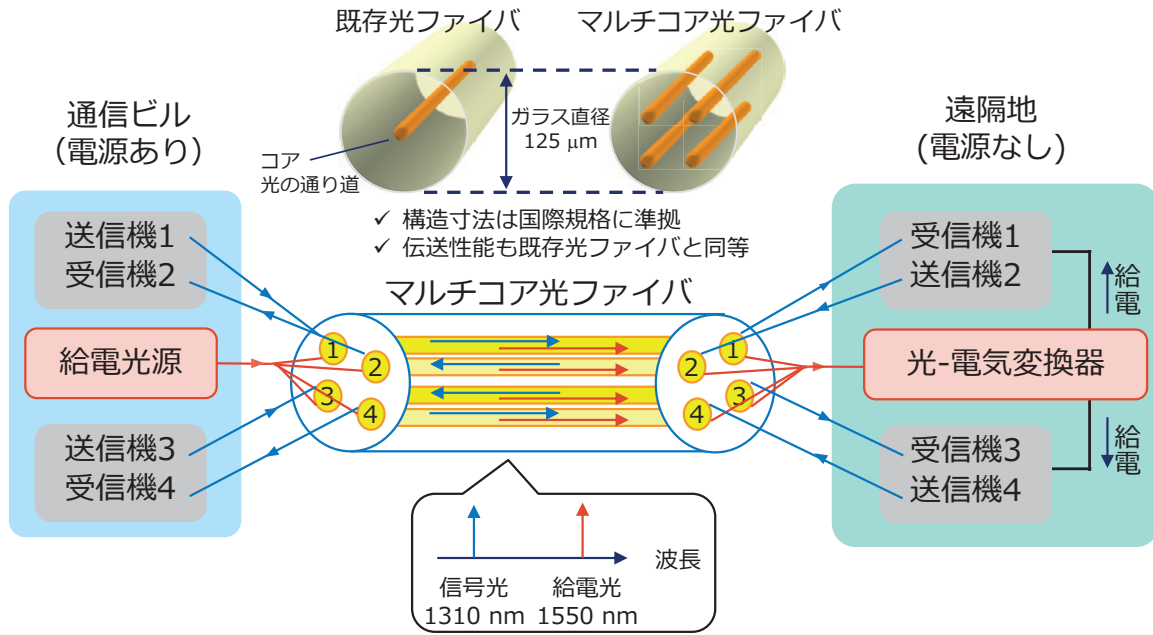 既存光ファイバ
マルチコア光ファイバ
ガラス直径
125 μm
コア
光の通り道
✓ 構造寸法は国際規格に準拠
✓ 伝送性能も既存光ファイバと同等
通信ビル
(電源あり)
送信機1
受信機2
給電光源
送信機3
受信機4
マルチコア光ファイバ
1
2
3
4
1
2
3
4
遠隔地
(電源なし)
受信機1
送信機2
給電
光-電気変換器
給電
受信機3
送信機4
波長
信号光
1310 nm
給電光
1550 nm